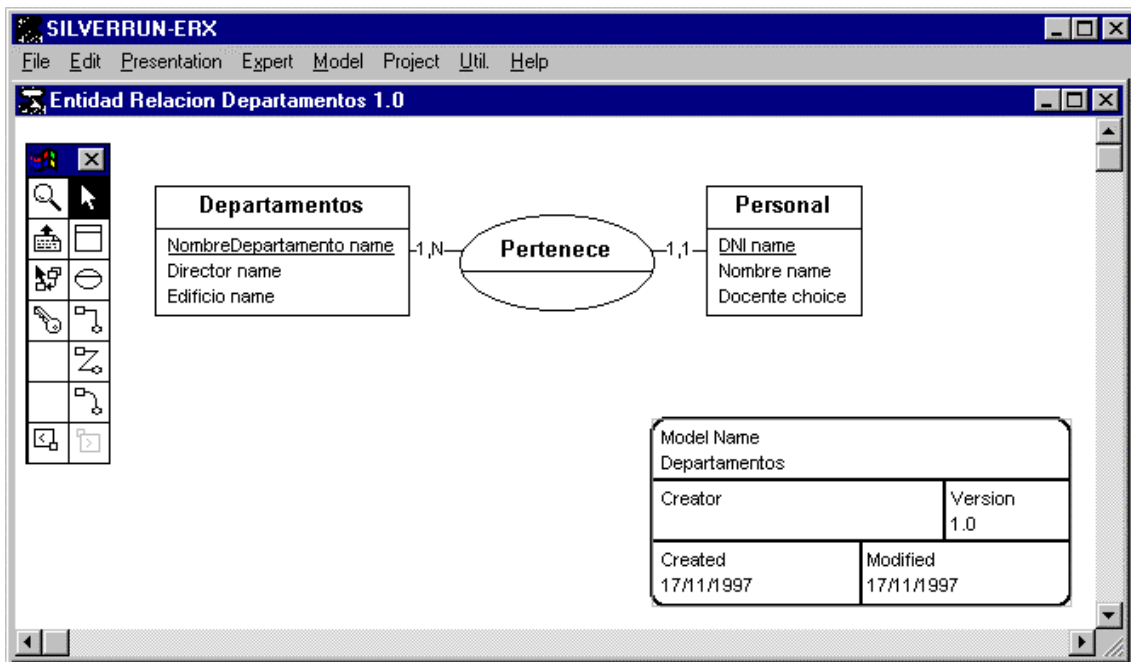 SILVERRUN-ERX
File Edit Presentation Expert Model Project Util. Help
Entidad Relacion Departamentos 1.0
Departamentos
NombreDepartamento name
Director name
Edificio name
1,N
Pertenece
1,1
Personal
DNI name
Nombre name
Docente choice
Model Name
Departamentos
Creator
Version
1.0
Created
17/11/1997
Modified
17/11/1997